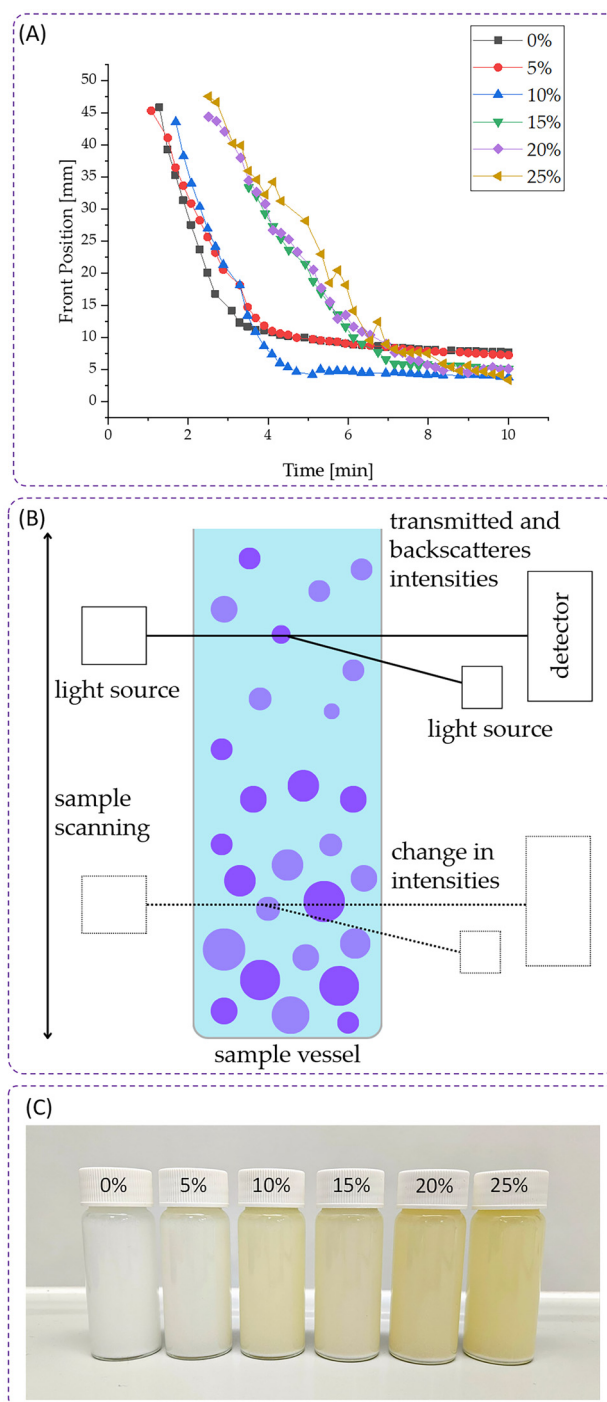 (A)
0%
5%
10%
15%
20%
25%
50
45
40
35
30
25
20
15
10
5
0
Front Position [mm]
0
2
4
6
8
10
Time [min]
(B)
transmitted and
backscatteres
intensities
detector
light source
light source
sample
scanning
change in
intensities
sample vessel
(C)
0%
5%
10%
15%
20%
25%